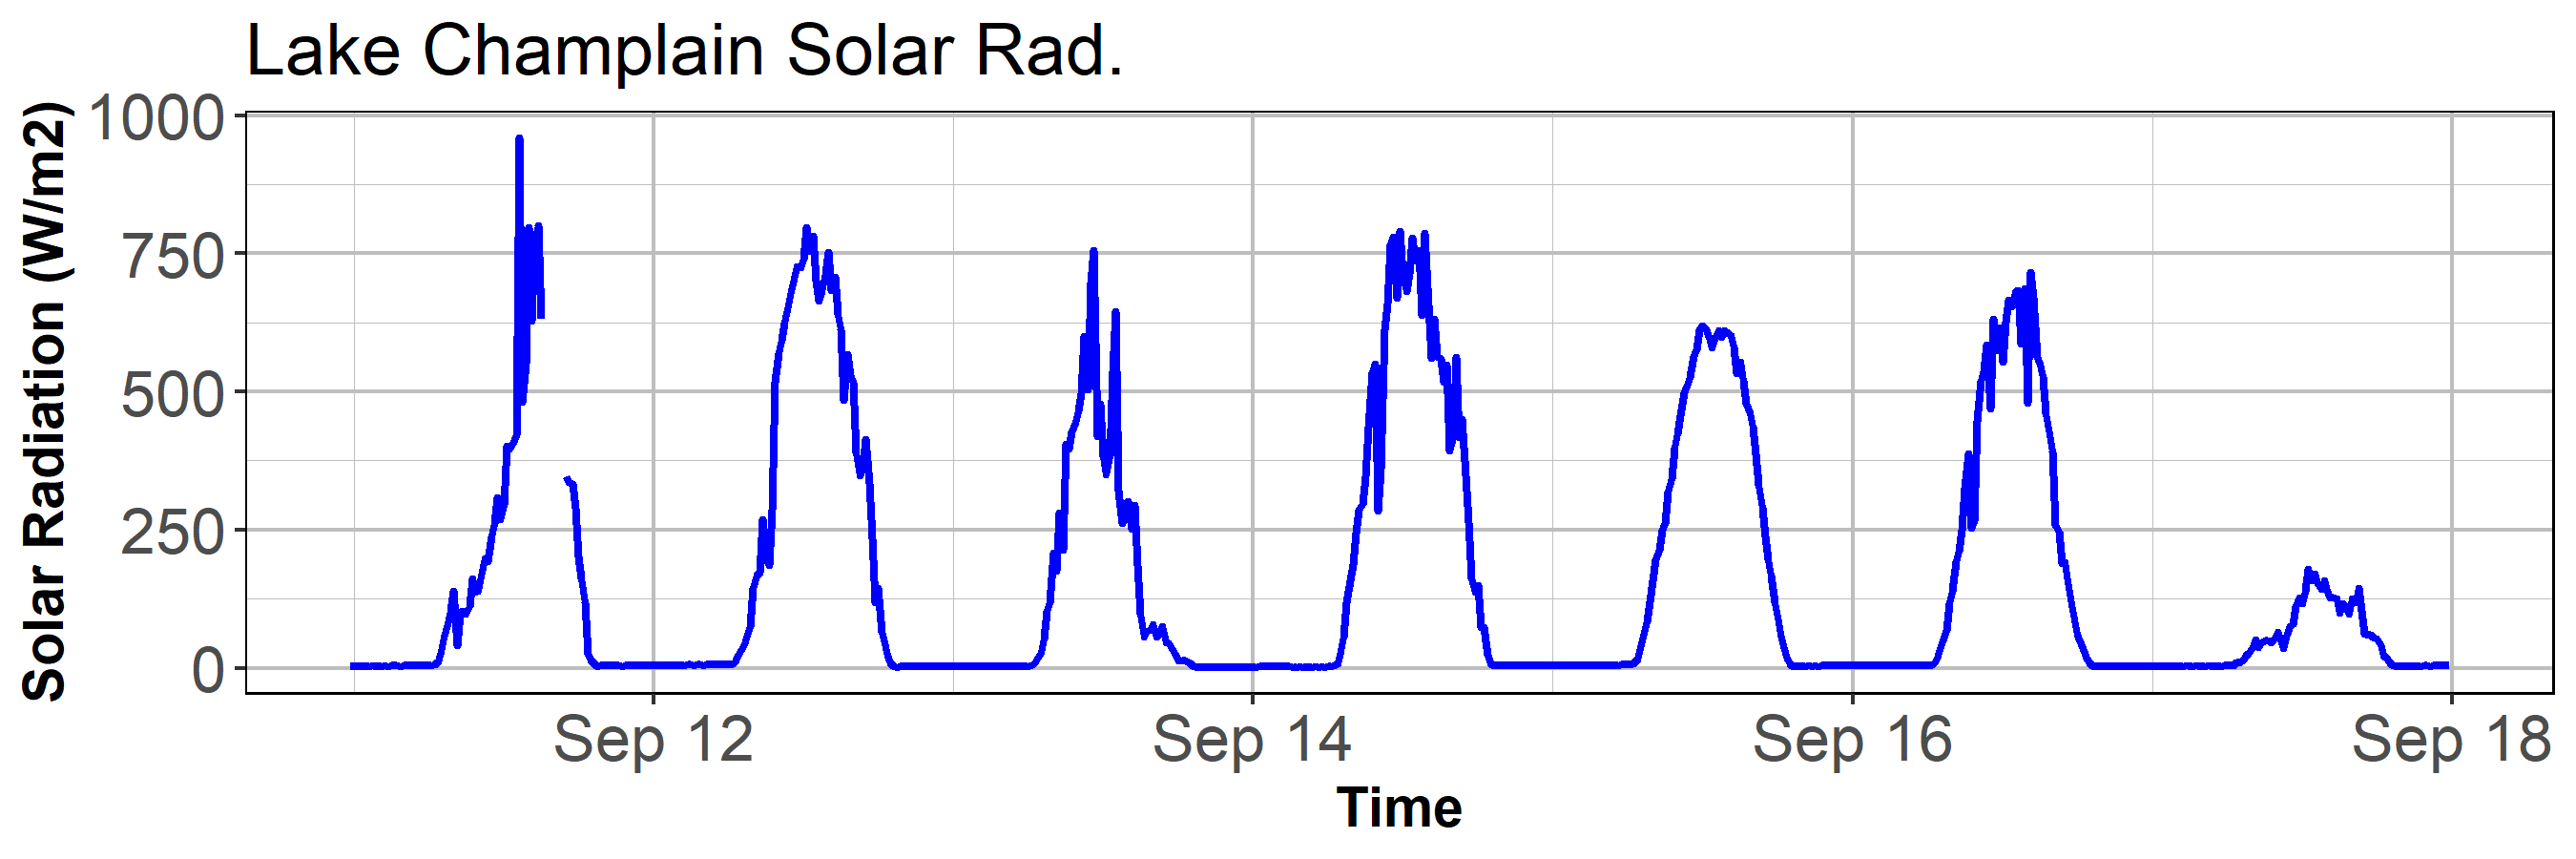 Lake Champlain Solar Rad.
Solar Radiation (W/m2)
1000
750
500
250
0
Sep 12 Sep 14 Sep 16 Sep 18
Time